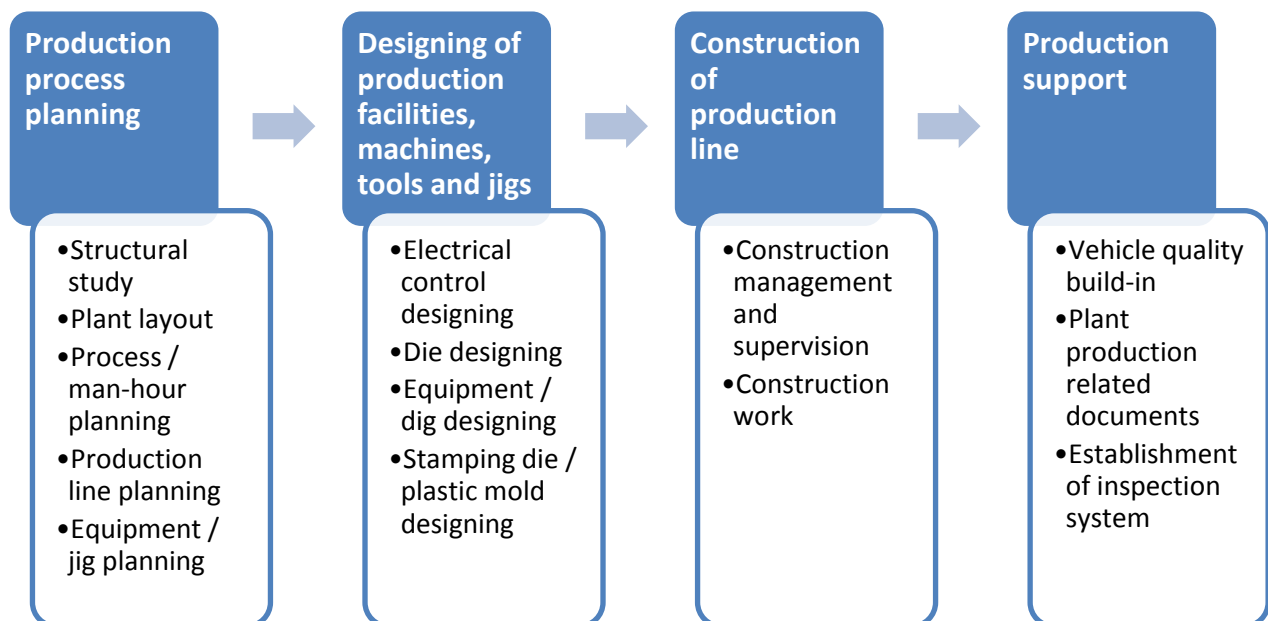 Production
process
planning
•Structural
study
•Plant layout
•Process /
man-hour
planning
•Production
line planning
•Equipment /
jig planning
Designing of
production
facilities,
machines,
tools and jigs
•Electrical
control
designing
•Die designing
•Equipment /
dig designing
•Stamping die /
plastic mold
designing
Construction
of
production
line
•Construction
management
and
supervision
•Construction
work
Production
support
•Vehicle quality
build-in
•Plant
production
related
documents
•Establishment
of inspection
system